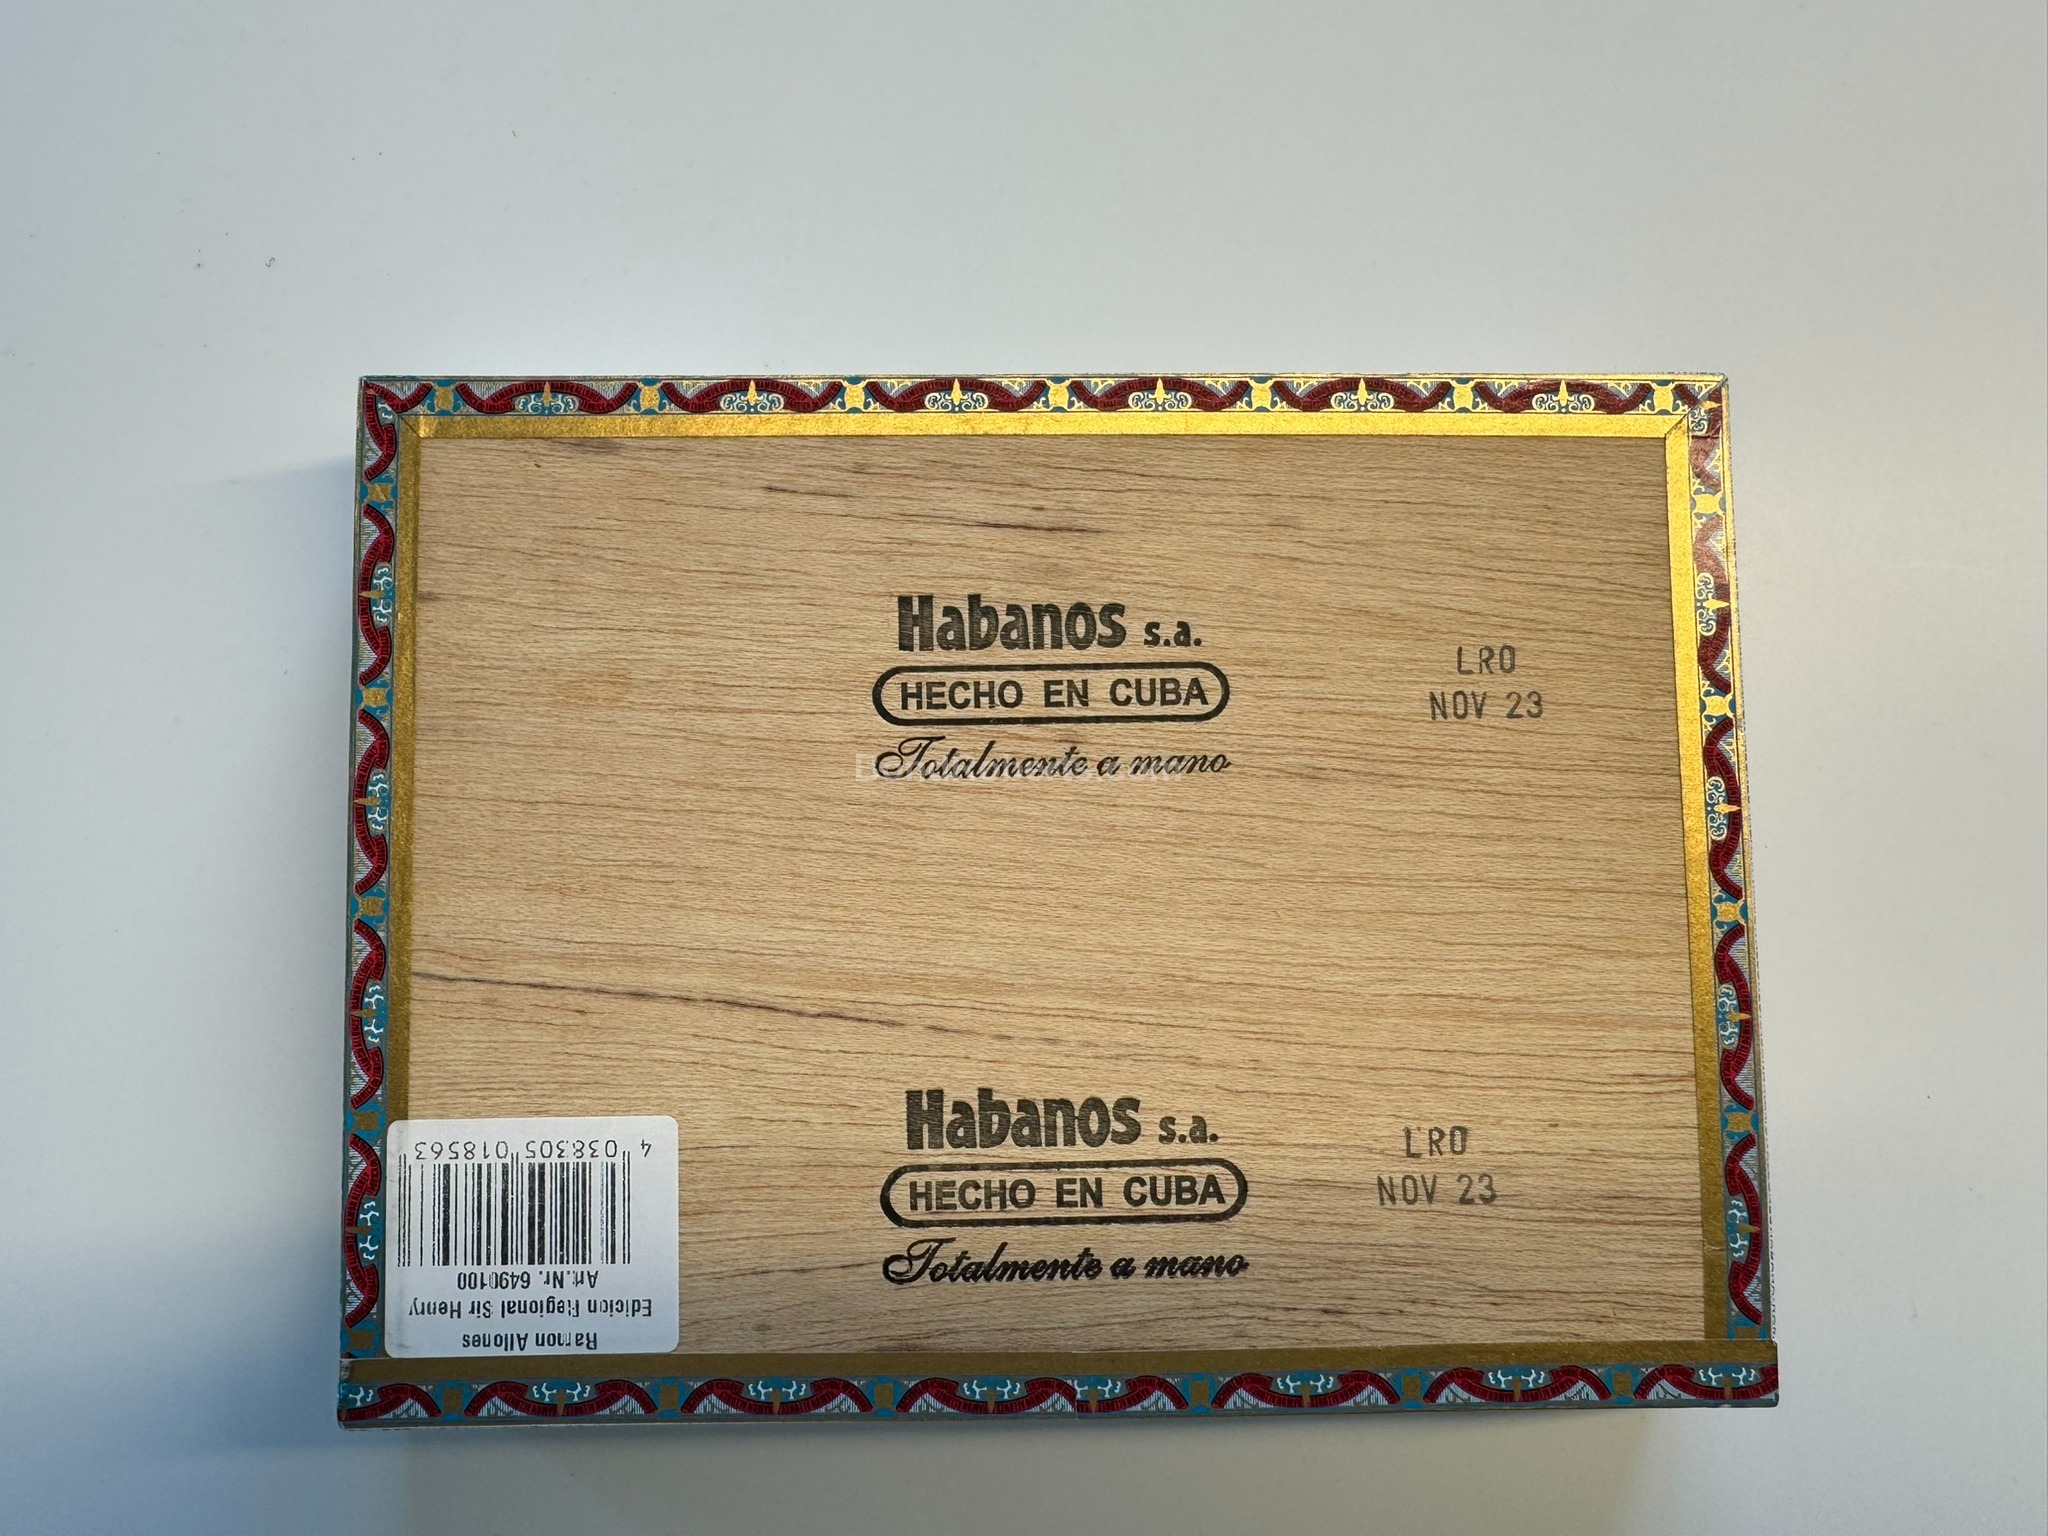 Habanos s.a.
HECHO EN CUBA
Totalmente a mano
LRO
NOV 23
Habanos s.a.
HECHO EN CUBA
Totalmente a mano
LRO
NOV 23
Ramon Allones
Edicion Regional Sir Henry
Art.Nr. 6490100
4 038305 018563